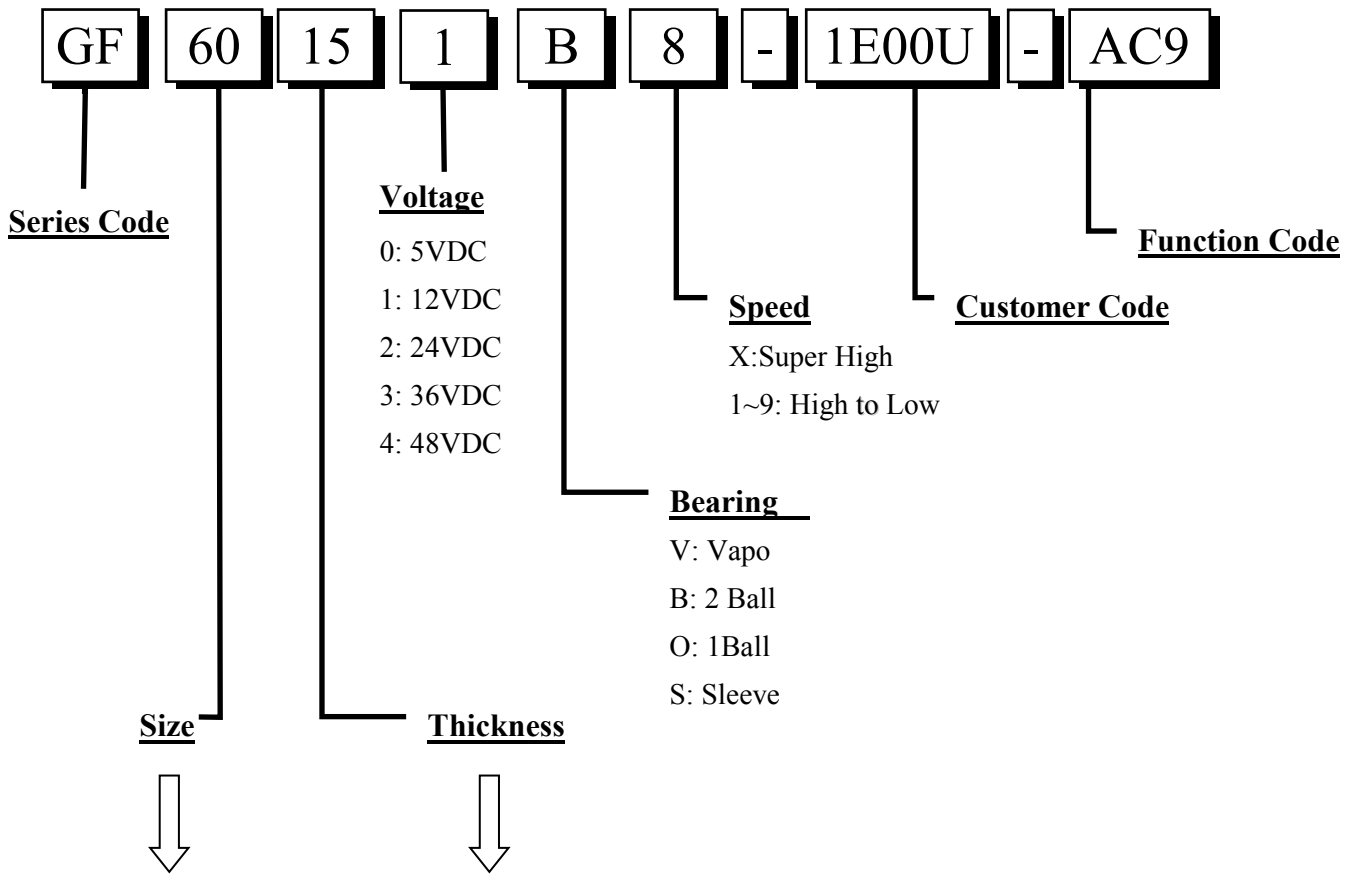 GF 60 15 1 B 8 - 1E00U - AC9
Series Code
Voltage
0: 5VDC
1: 12VDC
2: 24VDC
3: 36VDC
4: 48VDC
Function Code
Speed
X:Super High
1~9: High to Low
Customer Code
Bearing
V: Vapo
B: 2 Ball
O: 1Ball
S: Sleeve
Size
Thickness